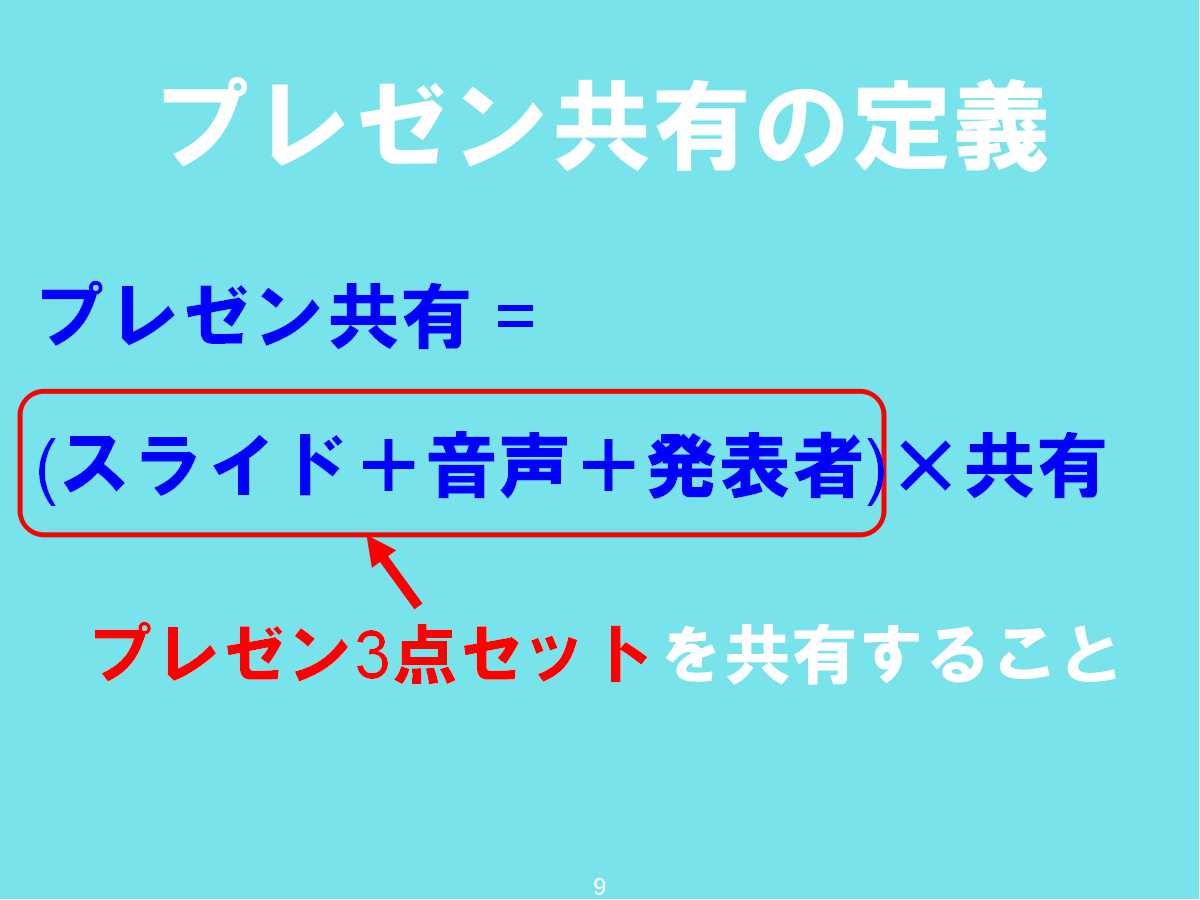 プレゼン共有の定義
プレゼン共有 =
(スライド＋音声＋発表者)×共有
プレゼン3点セットを共有すること
9